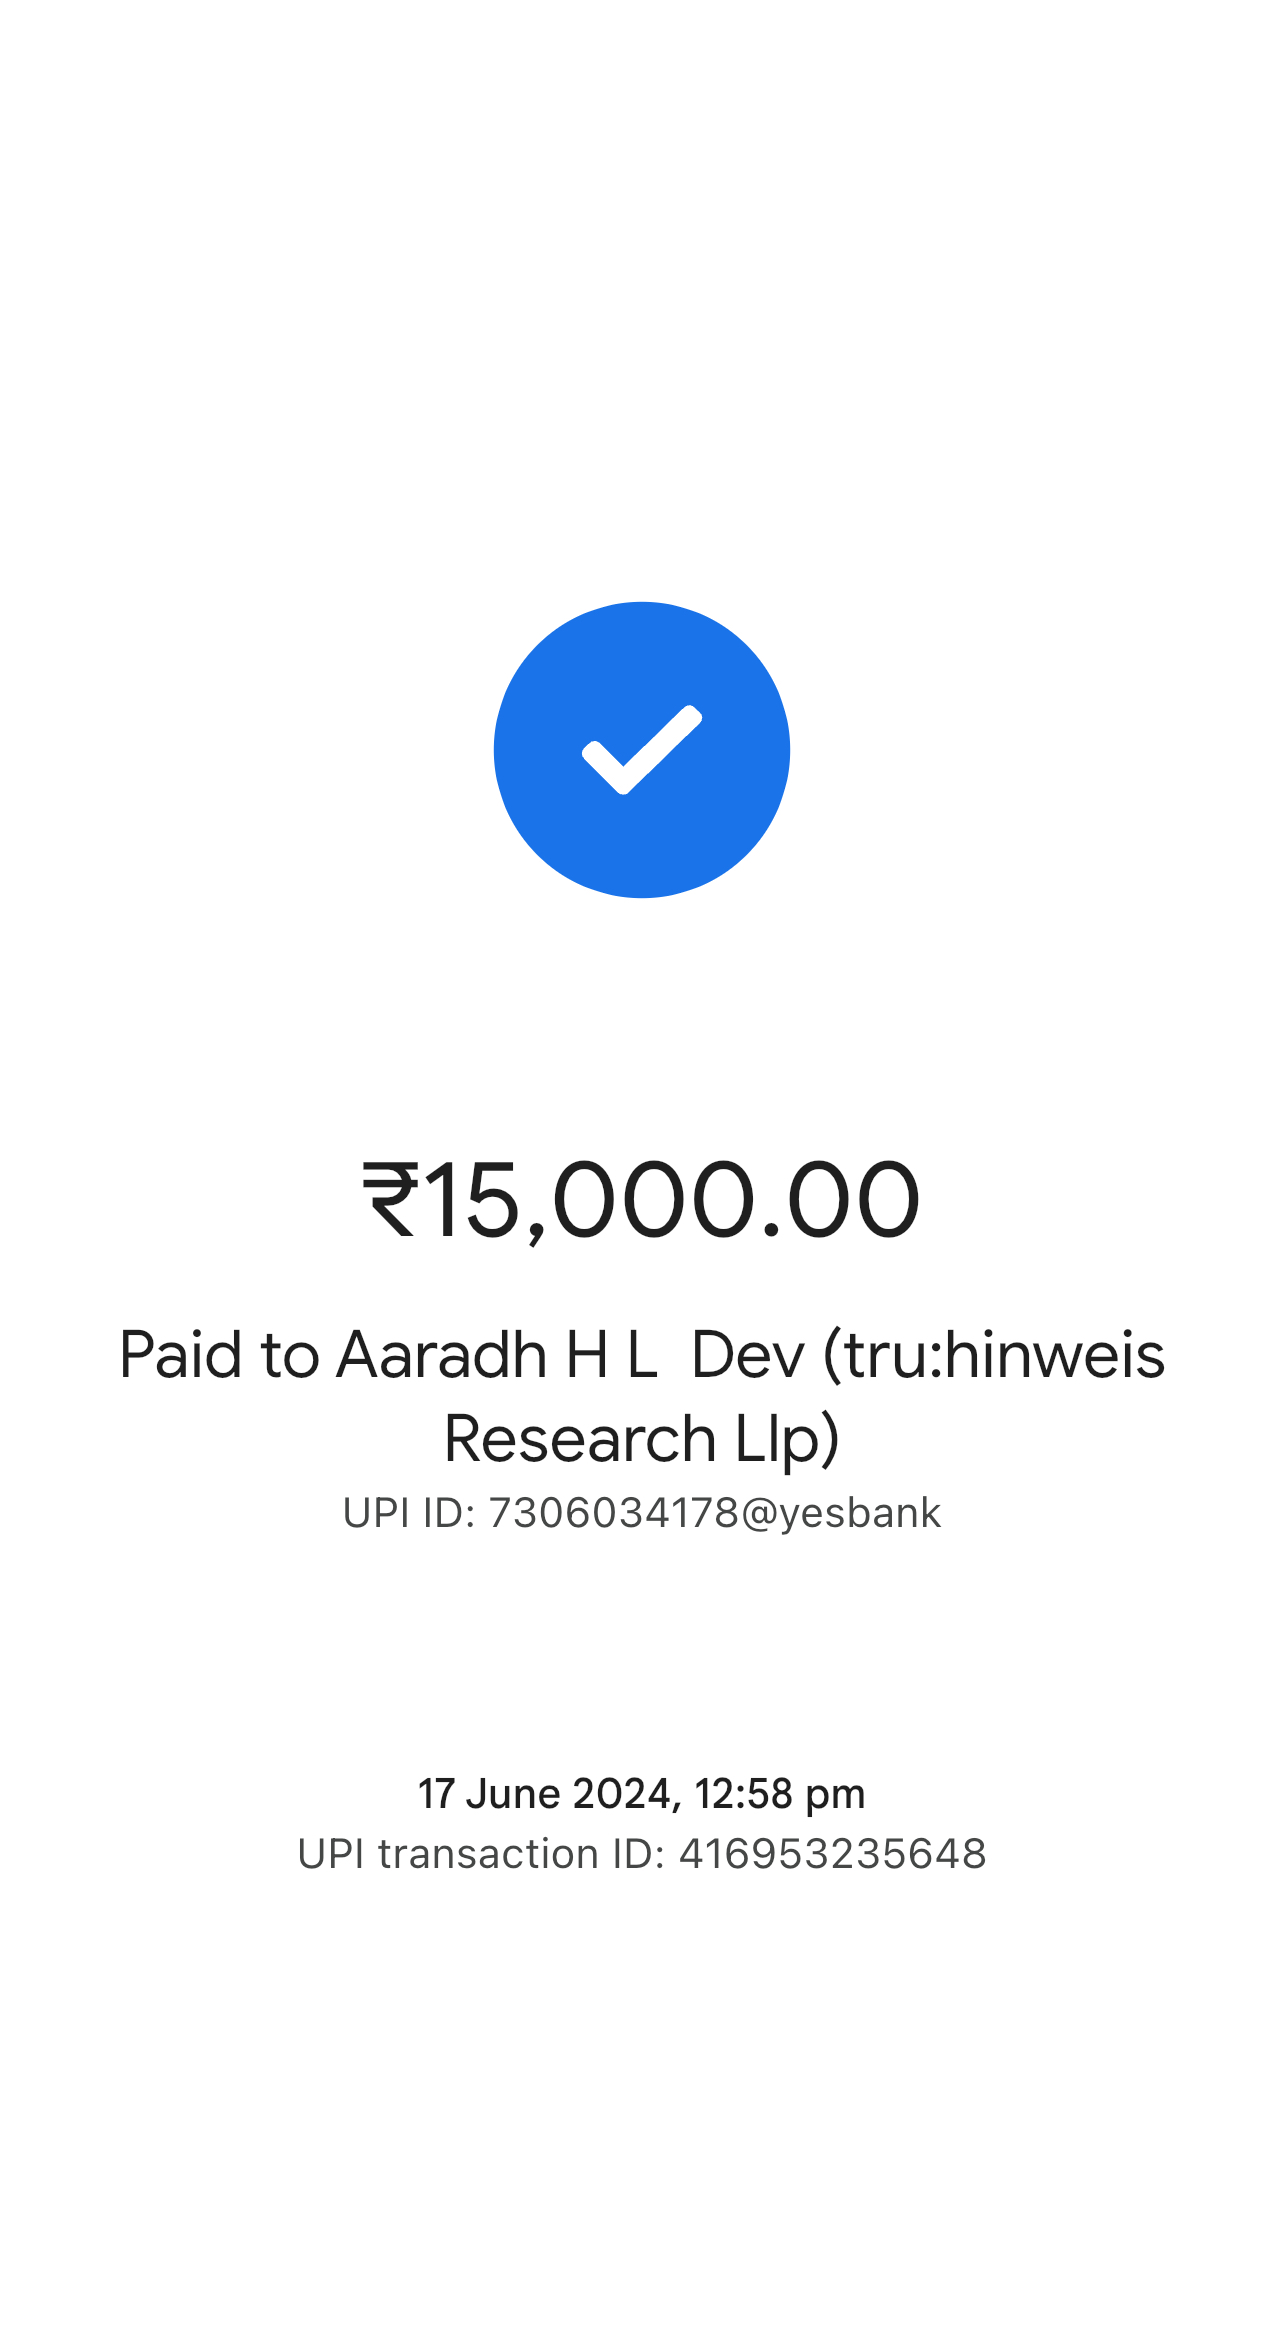 ₹15,000.00
Paid to Aaradh H L  Dev (tru:hinweis
Research Llp)
UPI ID: 7306034178@yesbank
17 June 2024, 12:58 pm
UPI transaction ID: 416953235648